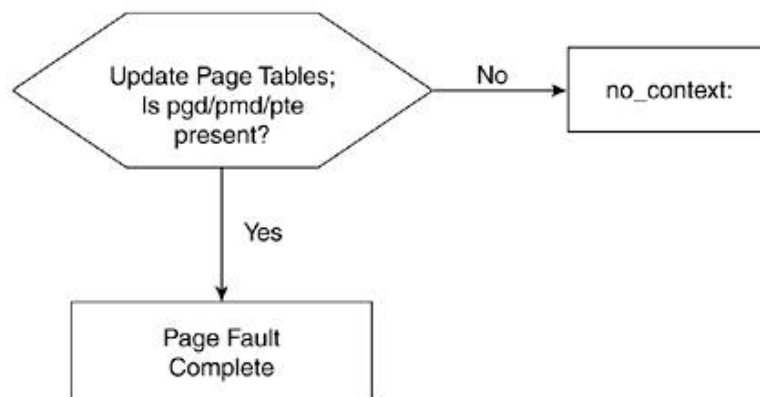 Update Page Tables;
Is pgd/pmd/pte
present?
No
no_context:
Yes
Page Fault
Complete